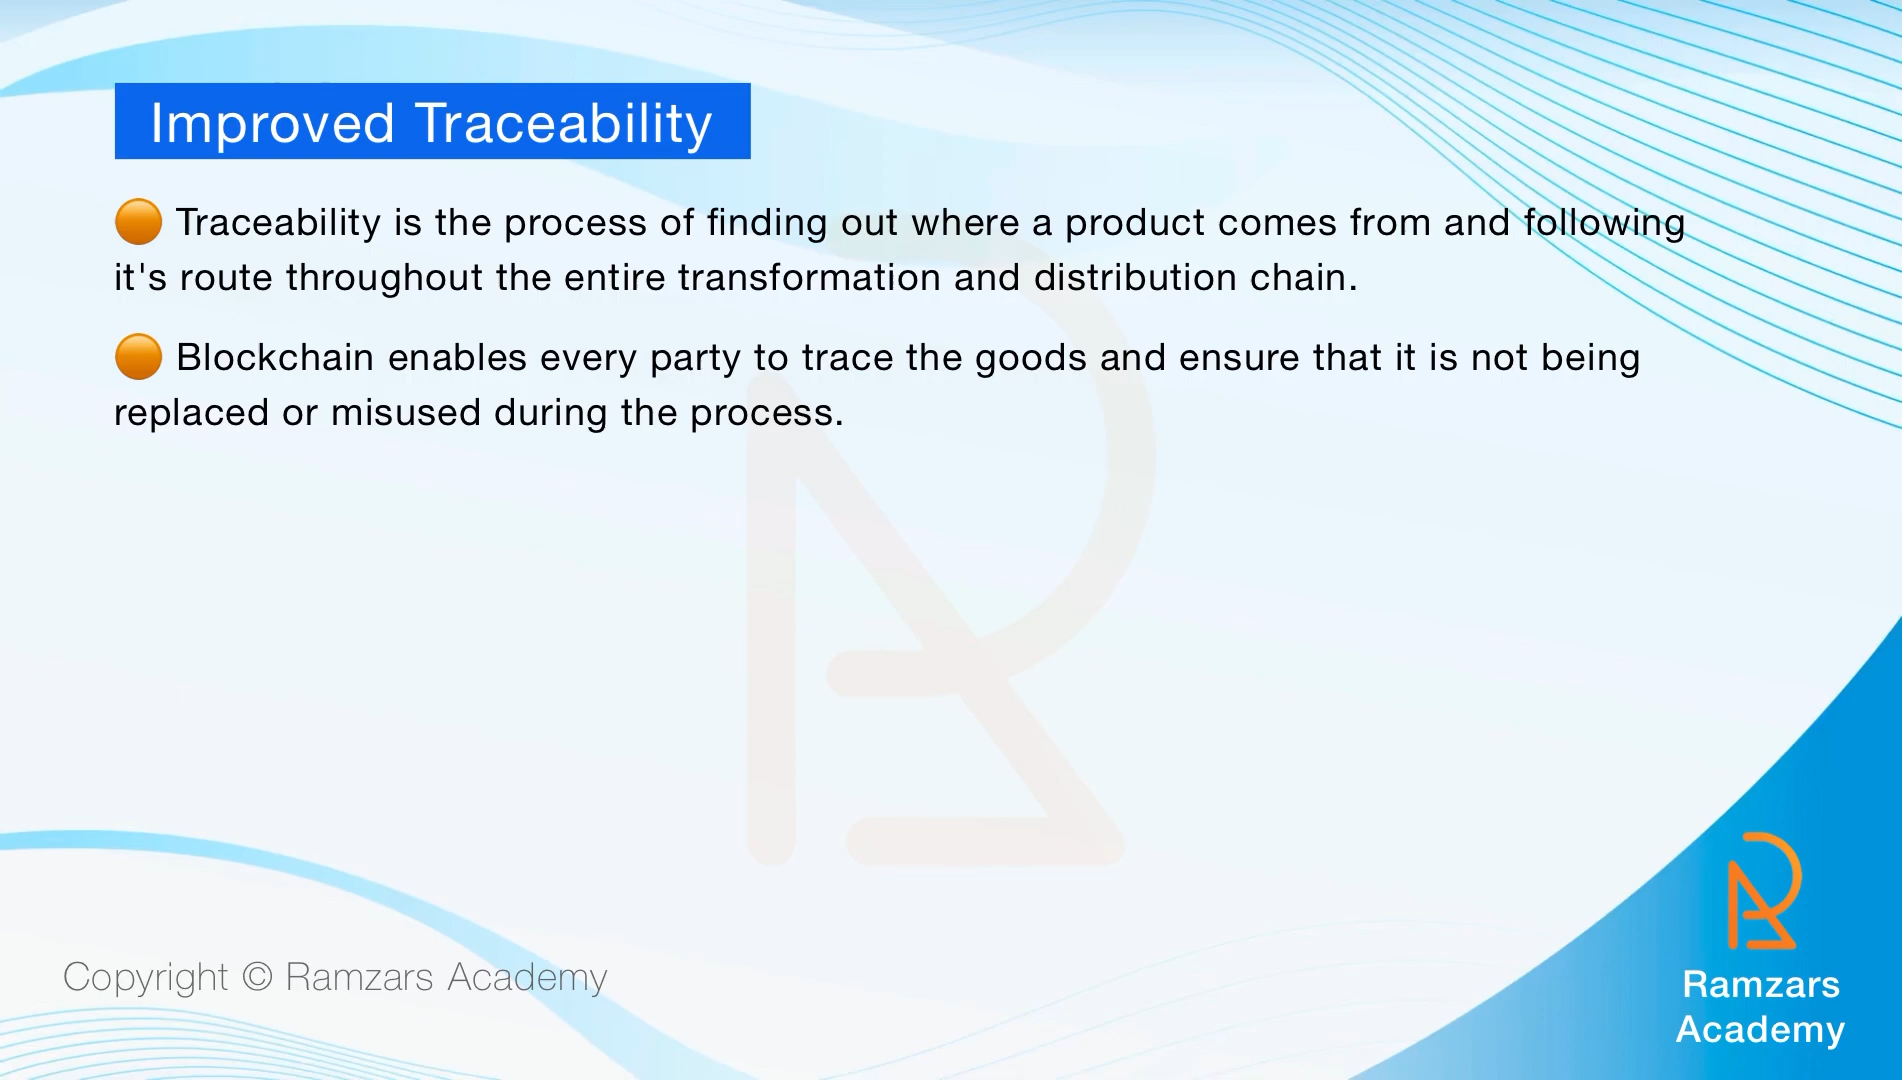 Improved Traceability
Traceability is the process of finding out where a product comes from and following
it's route throughout the entire transformation and distribution chain.
Blockchain enables every party to trace the goods and ensure that it is not being
replaced or misused during the process.
Copyright © Ramzars Academy
Ramzars
Academy